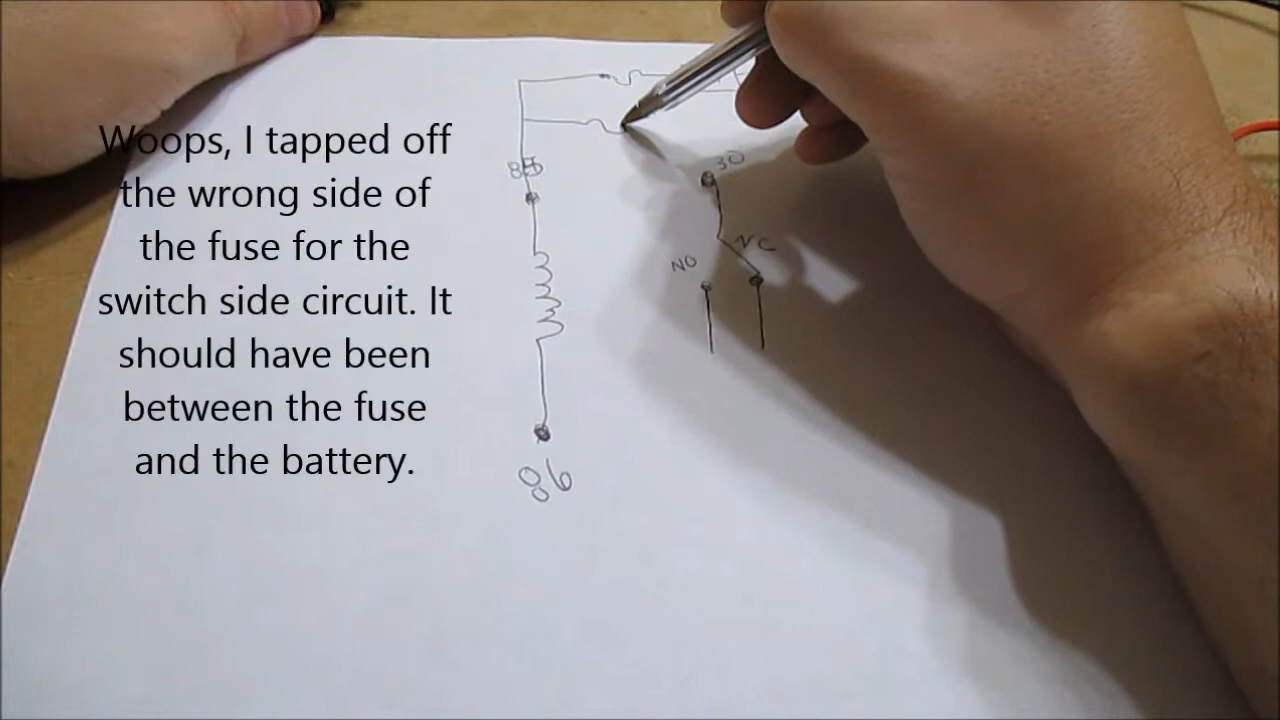 Woops, I tapped off
the wrong side of
the fuse for the
switch side circuit. It
should have been
between the fuse
and the battery.
85
30
NC
NO
86